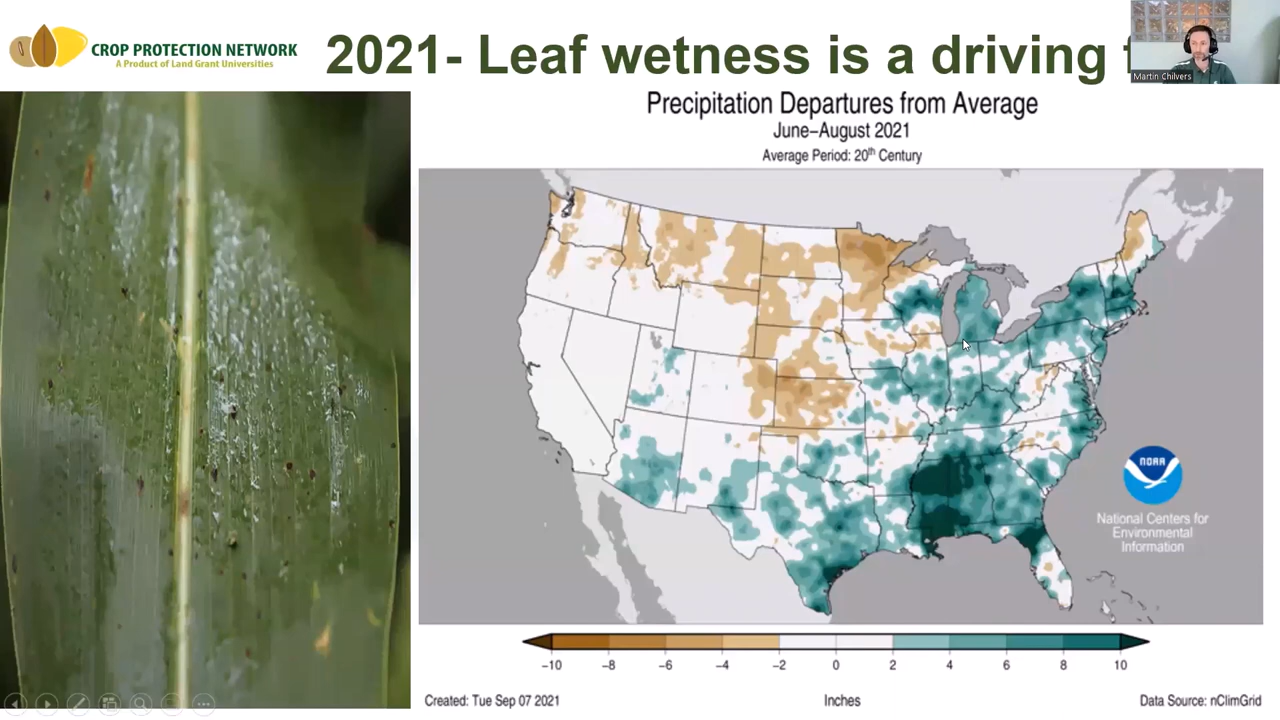 CROP PROTECTION NETWORK
A Product of Land Grant Universities
2021- Leaf wetness is a driving f
Martin Chilvers
Precipitation Departures from Average
June–August 2021
Average Period: 20th Century
NOAA
National Centers for
Environmental
Information
−10 −8 −6 −4 −2 0 2 4 6 8 10
Created: Tue Sep 07 2021
Inches
Data Source: nClimGrid